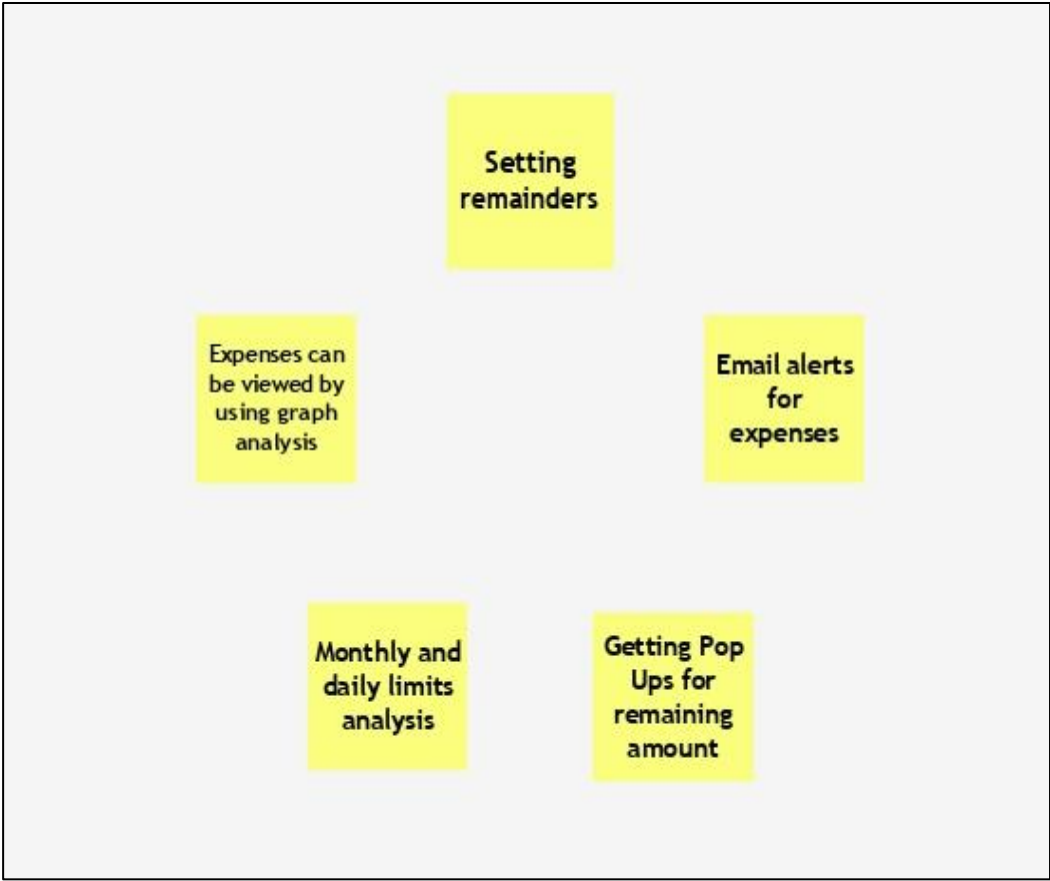 Setting
remainders
Expenses can
be viewed by
using graph
analysis
Email alerts
for
expenses
Monthly and
daily limits
analysis
Getting Pop
Ups for
remaining
amount